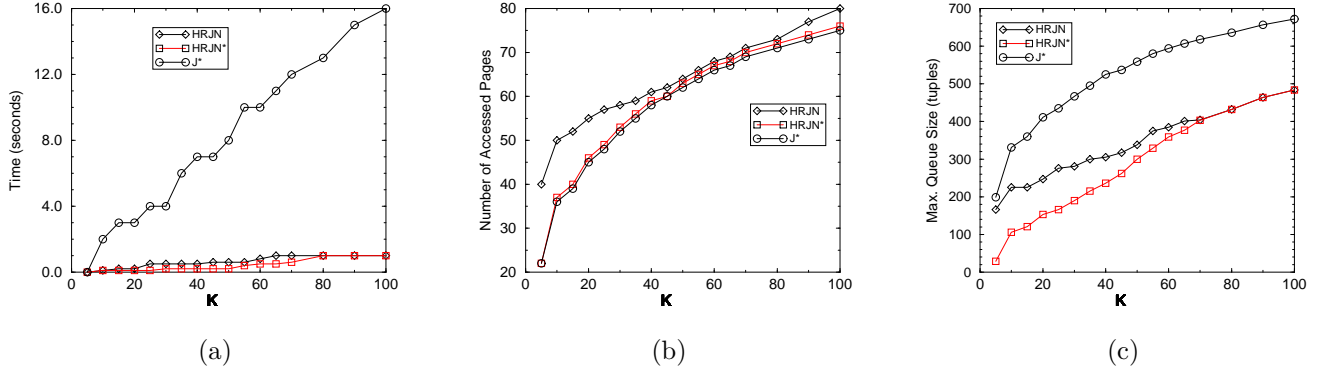 16.0
12.0
8.0
4.0
0.0
Time (seconds)
HRJN
HRJN*
J*
0
20
40
60
80
100
K
(a)
80
70
60
50
40
30
20
Number of Accessed Pages
HRJN
HRJN*
J*
0
20
40
60
80
100
K
(b)
700
600
500
400
300
200
100
0
Max. Queue Size (tuples)
HRJN
HRJN*
J*
0
20
40
60
80
100
K
(c)